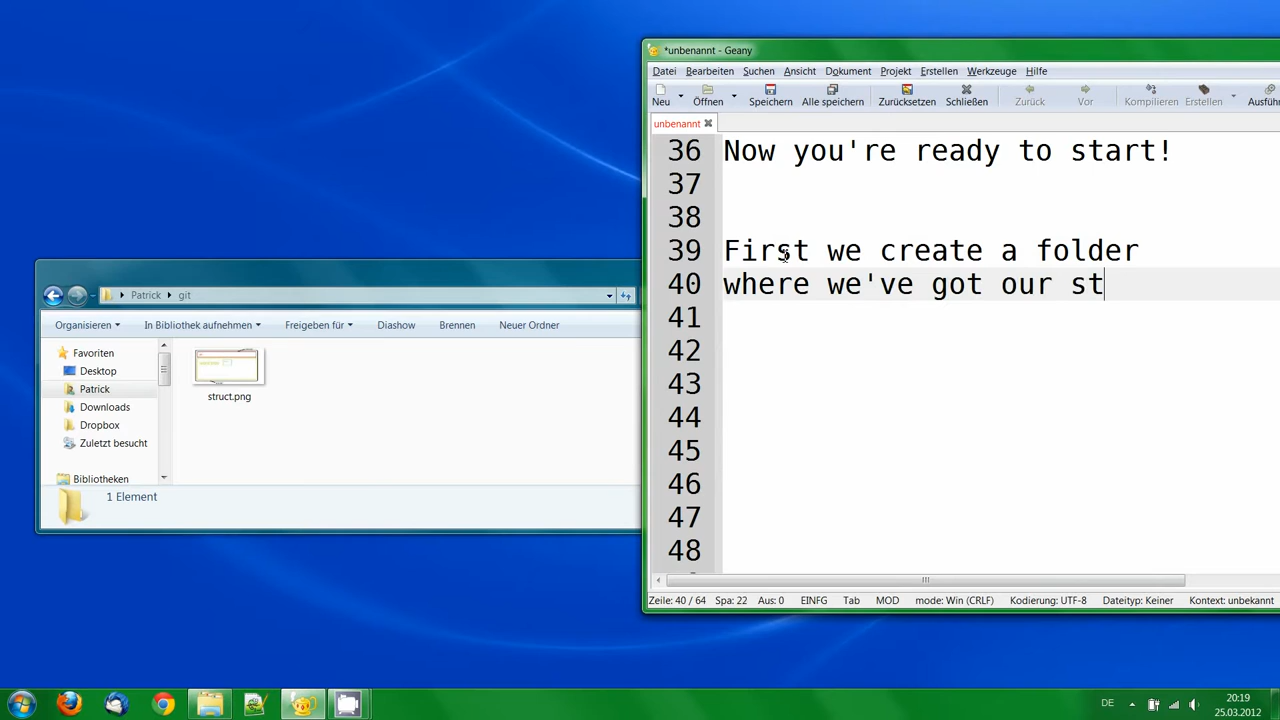 *unbenannt - Geany
Datei Bearbeiten Suchen Ansicht Dokument Projekt Erstellen Werkzeuge Hilfe
Neu Öffnen Speichern Alle speichern Zurücksetzen Schließen Zurück Vor Kompilieren Erstellen Ausfüh
unbenannt
36 Now you're ready to start!
37
38
39 First we create a folder
40 where we've got our st
41
42
43
44
45
46
47
48
Zeile: 40 / 64 Spa: 22 Aus: 0 EINFG Tab MOD mode: Win (CRLF) Kodierung: UTF-8 Dateityp: Keiner Kontext: unbekannt
Patrick git
Organisieren In Bibliothek aufnehmen Freigeben für Diashow Brennen Neuer Ordner
Favoriten
Desktop
Patrick
Downloads
Dropbox
Zuletzt besucht
Bibliotheken
struct.png
1 Element
DE
20:19
25.03.2012